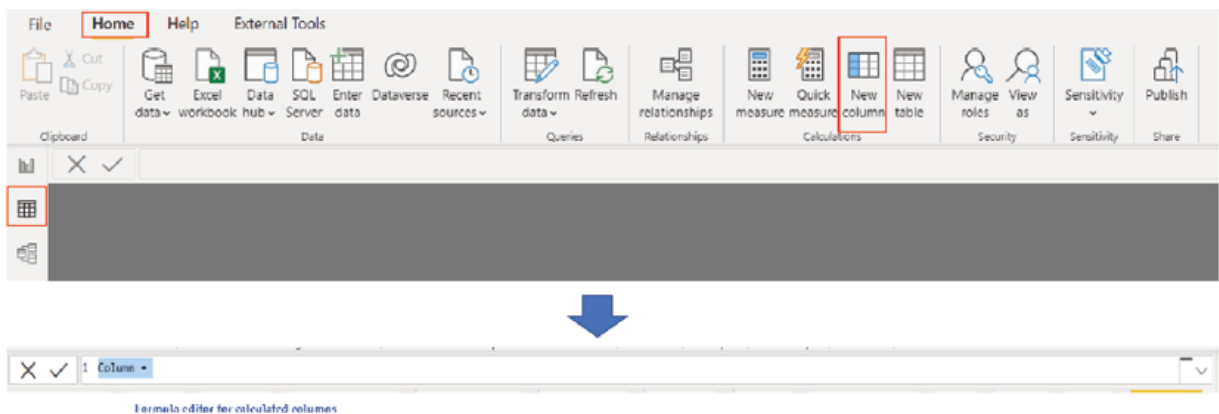 File Home Help External Tools
Cut
Copy
Paste
Get data
Excel workbook
Data hub
SQL Server
Enter data
Dataverse
Recent sources
Transform data
Refresh
Manage relationships
New measure
Quick measure
New column
New table
Manage roles
View as
Sensitivity
Publish
Clipboard Data Queries Relationships Calculations Security Sensitivity Share
1 Column =
Formula editor for calculated columns